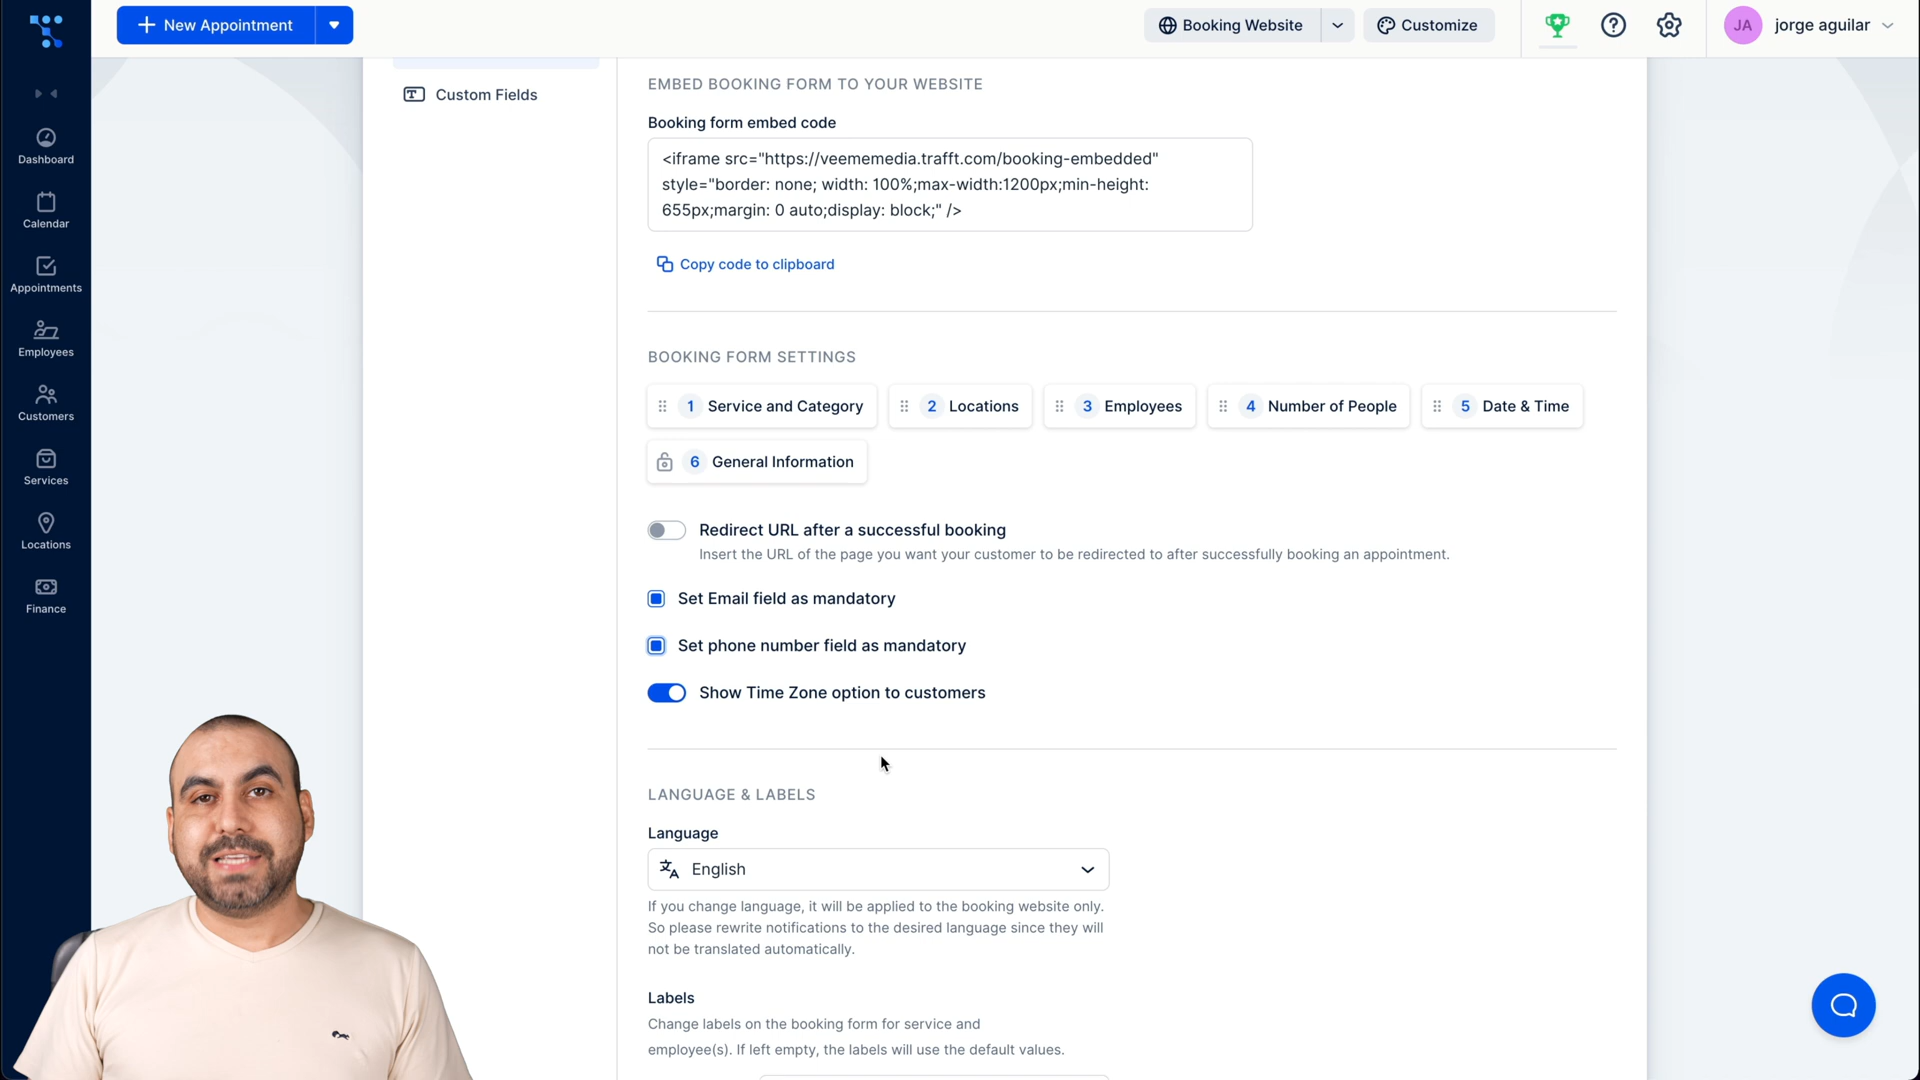 New Appointment
Booking Website
Customize
JA
jorge aguilar
Dashboard
Calendar
Appointments
Employees
Customers
Services
Locations
Finance
Custom Fields
EMBED BOOKING FORM TO YOUR WEBSITE
Booking form embed code
<iframe src="https://veememedia.trafft.com/booking-embedded"
style="border: none; width: 100%;max-width:1200px;min-height:
655px;margin: 0 auto;display: block;" />
Copy code to clipboard
BOOKING FORM SETTINGS
1 Service and Category
2 Locations
3 Employees
4 Number of People
5 Date & Time
6 General Information
Redirect URL after a successful booking
Insert the URL of the page you want your customer to be redirected to after successfully booking an appointment.
Set Email field as mandatory
Set phone number field as mandatory
Show Time Zone option to customers
LANGUAGE & LABELS
Language
English
If you change language, it will be applied to the booking website only.
So please rewrite notifications to the desired language since they will
not be translated automatically.
Labels
Change labels on the booking form for service and
employee(s). If left empty, the labels will use the default values.